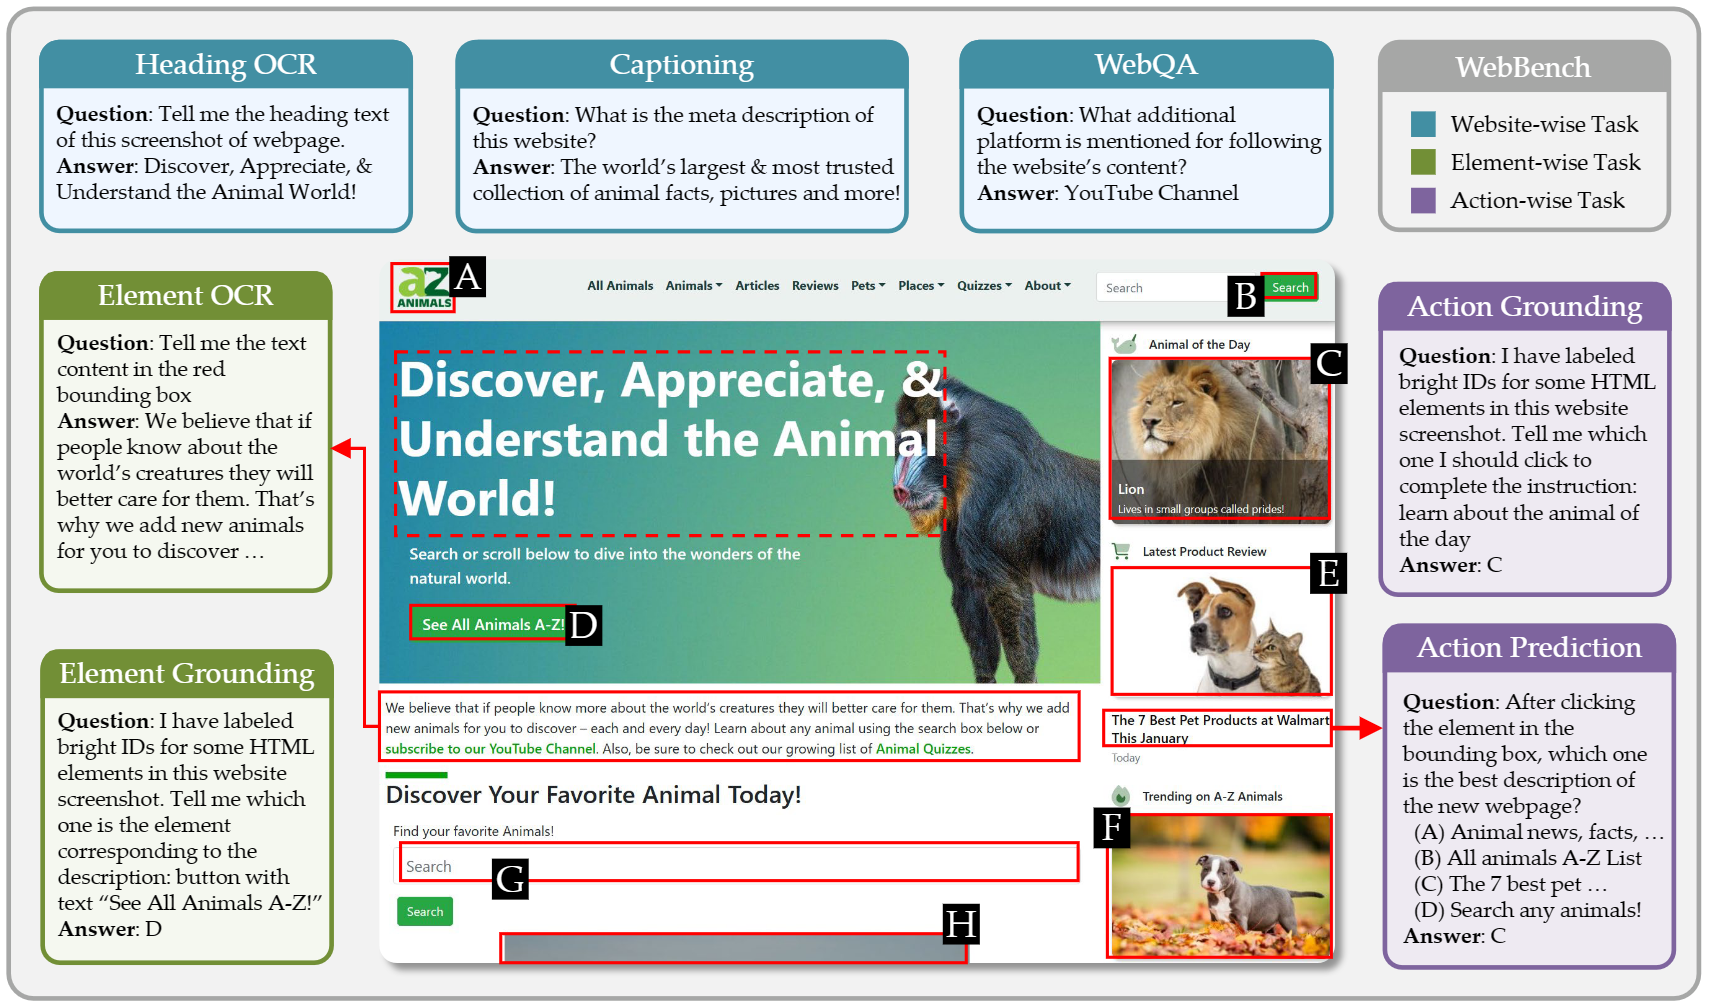 Heading OCR
Question: Tell me the heading text
of this screenshot of webpage.
Answer: Discover, Appreciate, &
Understand the Animal World!
Captioning
Question: What is the meta description of
this website?
Answer: The world's largest & most trusted
collection of animal facts, pictures and more!
WebQA
Question: What additional
platform is mentioned for following
the website's content?
Answer: YouTube Channel
WebBench
Website-wise Task
Element-wise Task
Action-wise Task
Element OCR
Question: Tell me the text
content in the red
bounding box
Answer: We believe that if
people know about the
world's creatures they will
better care for them. That's
why we add new animals
for you to discover …
Element Grounding
Question: I have labeled
bright IDs for some HTML
elements in this website
screenshot. Tell me which
one is the element
corresponding to the
description: button with
text “See All Animals A-Z!”
Answer: D
aZ
ANIMALS
A
All Animals Animals Articles Reviews Pets Places Quizzes About
Search
B
Search
Discover, Appreciate, &
Understand the Animal
World!
Search or scroll below to dive into the wonders of the
natural world.
See All Animals A-Z!
D
We believe that if people know more about the world's creatures they will better care for them. That's why we add
new animals for you to discover – each and every day! Learn about any animal using the search box below or
subscribe to our YouTube Channel. Also, be sure to check out our growing list of Animal Quizzes.
Discover Your Favorite Animal Today!
Find your favorite Animals!
Search
G
Search
H
Animal of the Day
C
Lion
Lives in small groups called prides!
Latest Product Review
E
The 7 Best Pet Products at Walmart
This January
Today
Trending on A-Z Animals
F
Action Grounding
Question: I have labeled
bright IDs for some HTML
elements in this website
screenshot. Tell me which
one I should click to
complete the instruction:
learn about the animal of
the day
Answer: C
Action Prediction
Question: After clicking
the element in the
bounding box, which one
is the best description of
the new webpage?
(A) Animal news, facts, …
(B) All animals A-Z List
(C) The 7 best pet …
(D) Search any animals!
Answer: C